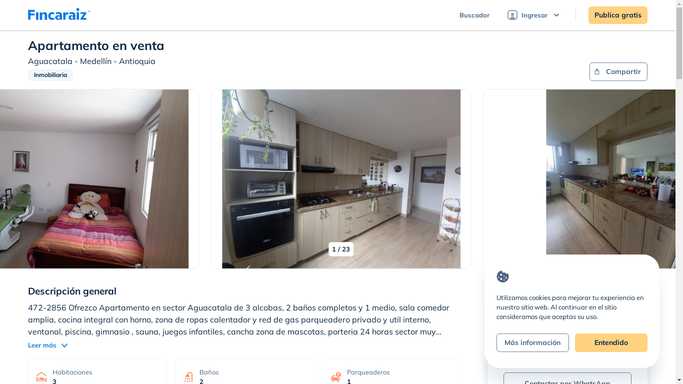 Fincaraiz
Buscador
Ingresar
Publica gratis
Apartamento en venta
Aguacatala - Medellín - Antioquia
Inmobiliaria
Compartir
1 / 23
Descripción general
472-2856 Ofrezco Apartamento en sector Aguacatala de 3 alcobas, 2 baños completos y 1 medio, sala comedor
amplia, cocina integral con horno, zona de ropas colentador y red de gas parqueadero privado y util interno,
ventanal, piscina, gimnasio , sauna, juegos infantiles, cancha zona de mascotas, porteria 24 horas sector muy...
Leer más
Habitaciones
3
Baños
2
Parqueaderos
1
Utilizamos cookies para mejorar tu experiencia en
nuestro sitio web. Al continuar en el sitio
consideramos que aceptas su uso.
Más información
Entendido
Contactar por WhatsApp